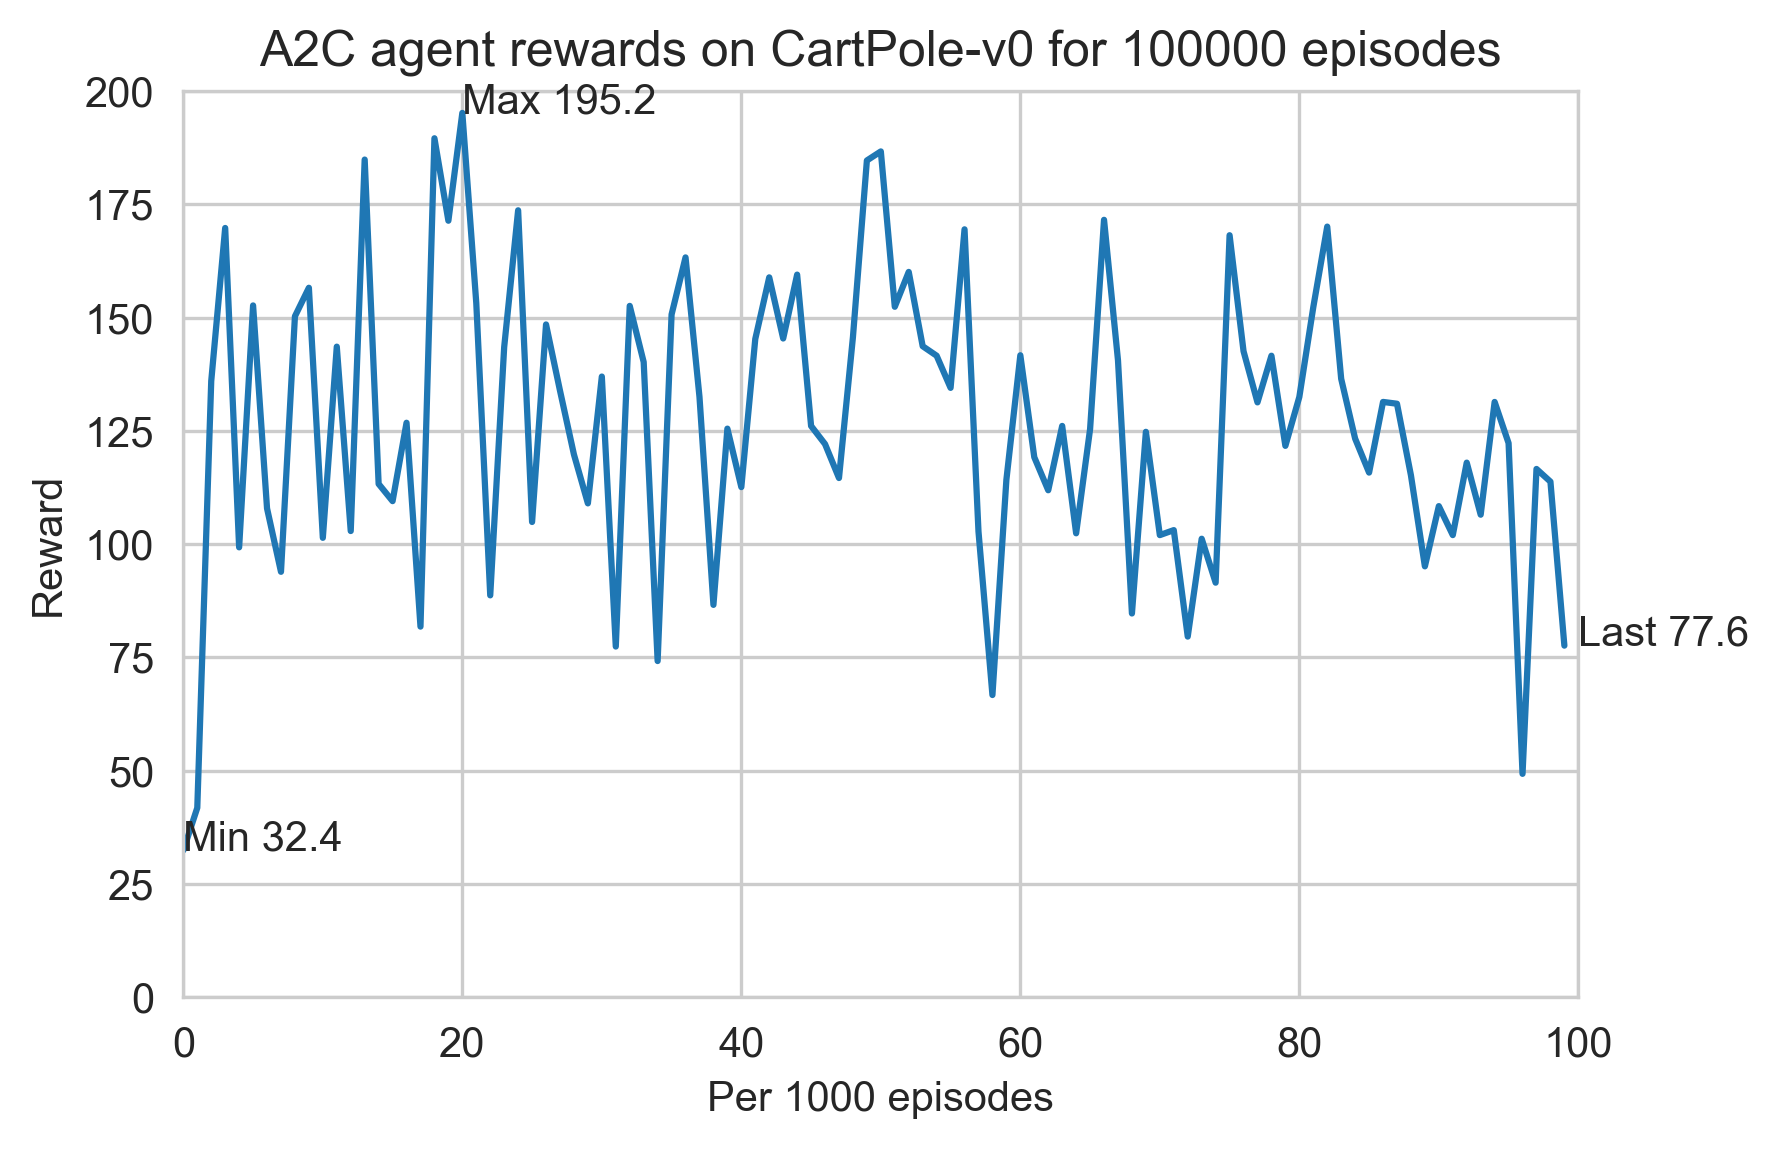 A2C agent rewards on CartPole-v0 for 100000 episodes
200
Max 195.2
175
150
125
100
75
50
25
0
Reward
Last 77.6
Min 32.4
0 20 40 60 80 100
Per 1000 episodes